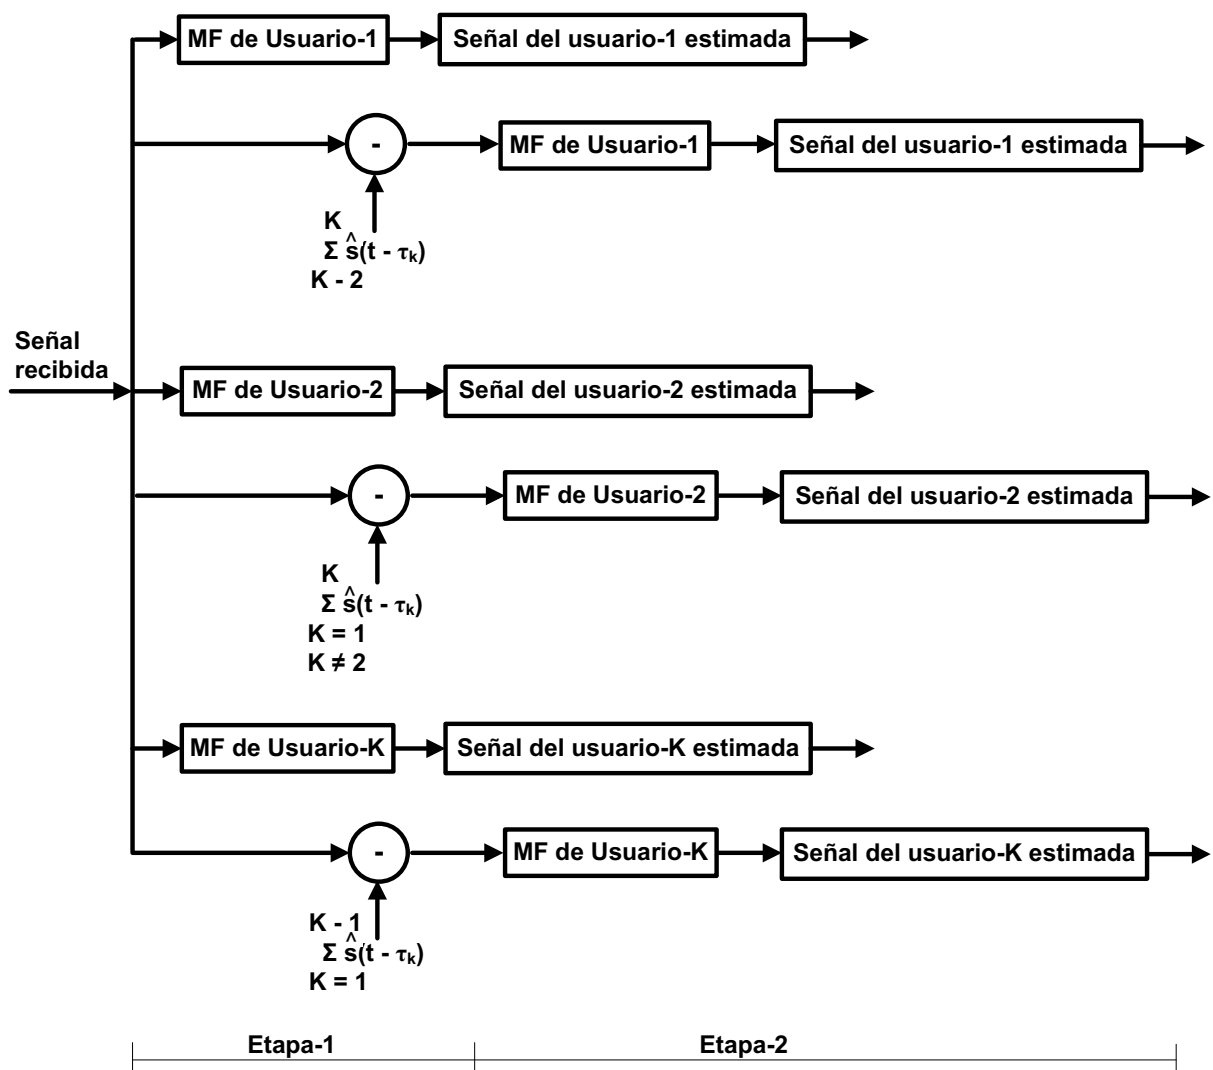 MF de Usuario-1
Señal del usuario-1 estimada
-
MF de Usuario-1
Señal del usuario-1 estimada
K
Σ ŝ(t - τₖ)
K - 2
Señal
recibida
MF de Usuario-2
Señal del usuario-2 estimada
-
MF de Usuario-2
Señal del usuario-2 estimada
K
Σ ŝ(t - τₖ)
K = 1
K ≠ 2
MF de Usuario-K
Señal del usuario-K estimada
-
MF de Usuario-K
Señal del usuario-K estimada
K - 1
Σ ŝ(t - τₖ)
K = 1
Etapa-1
Etapa-2